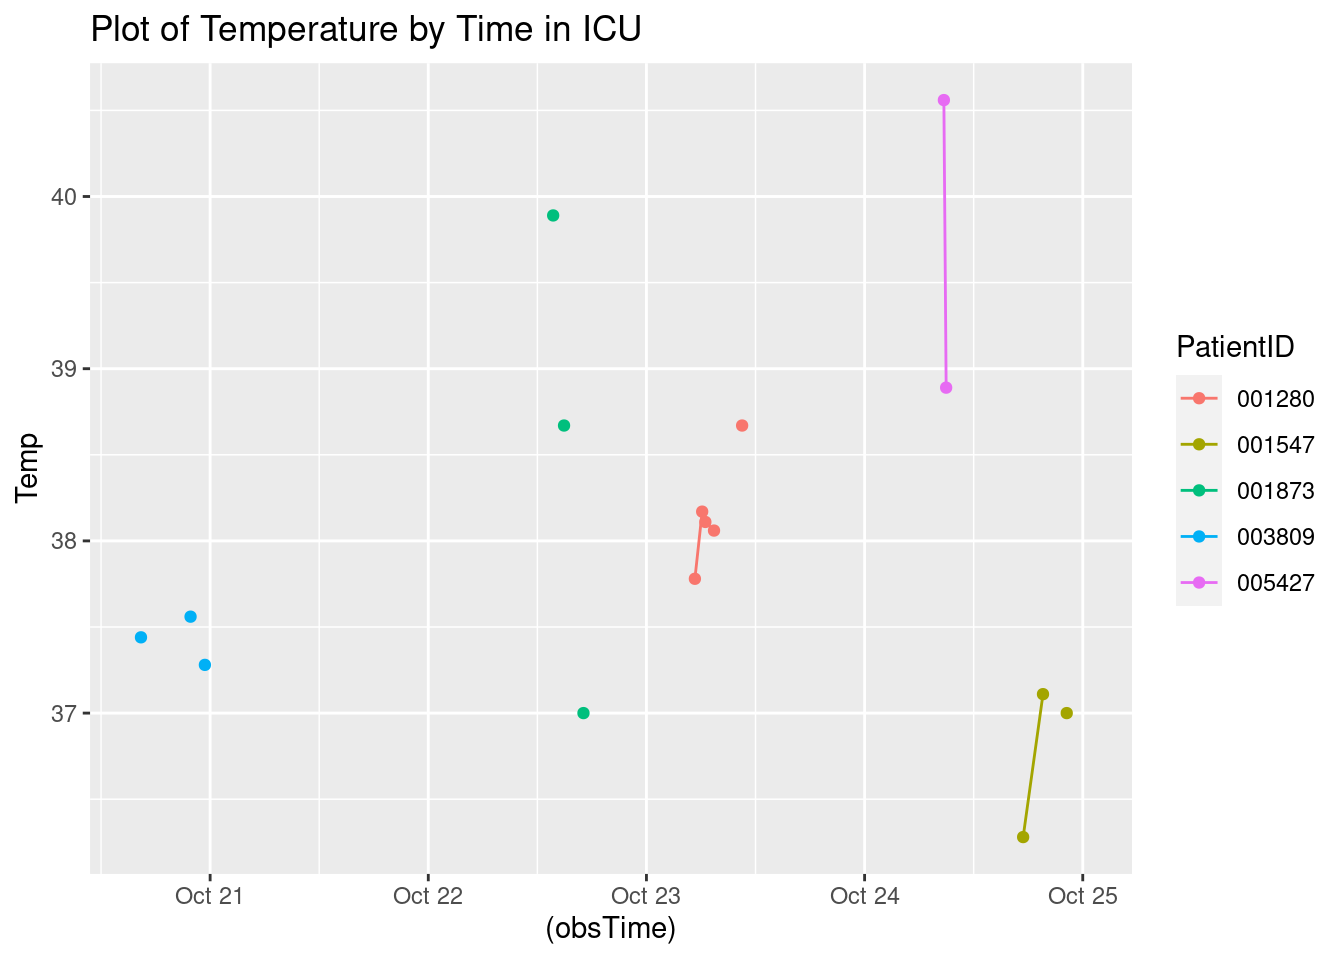 Plot of Temperature by Time in ICU
40
39
38
37
Temp
Oct 21
Oct 22
Oct 23
Oct 24
Oct 25
(obsTime)
PatientID
001280
001547
001873
003809
005427